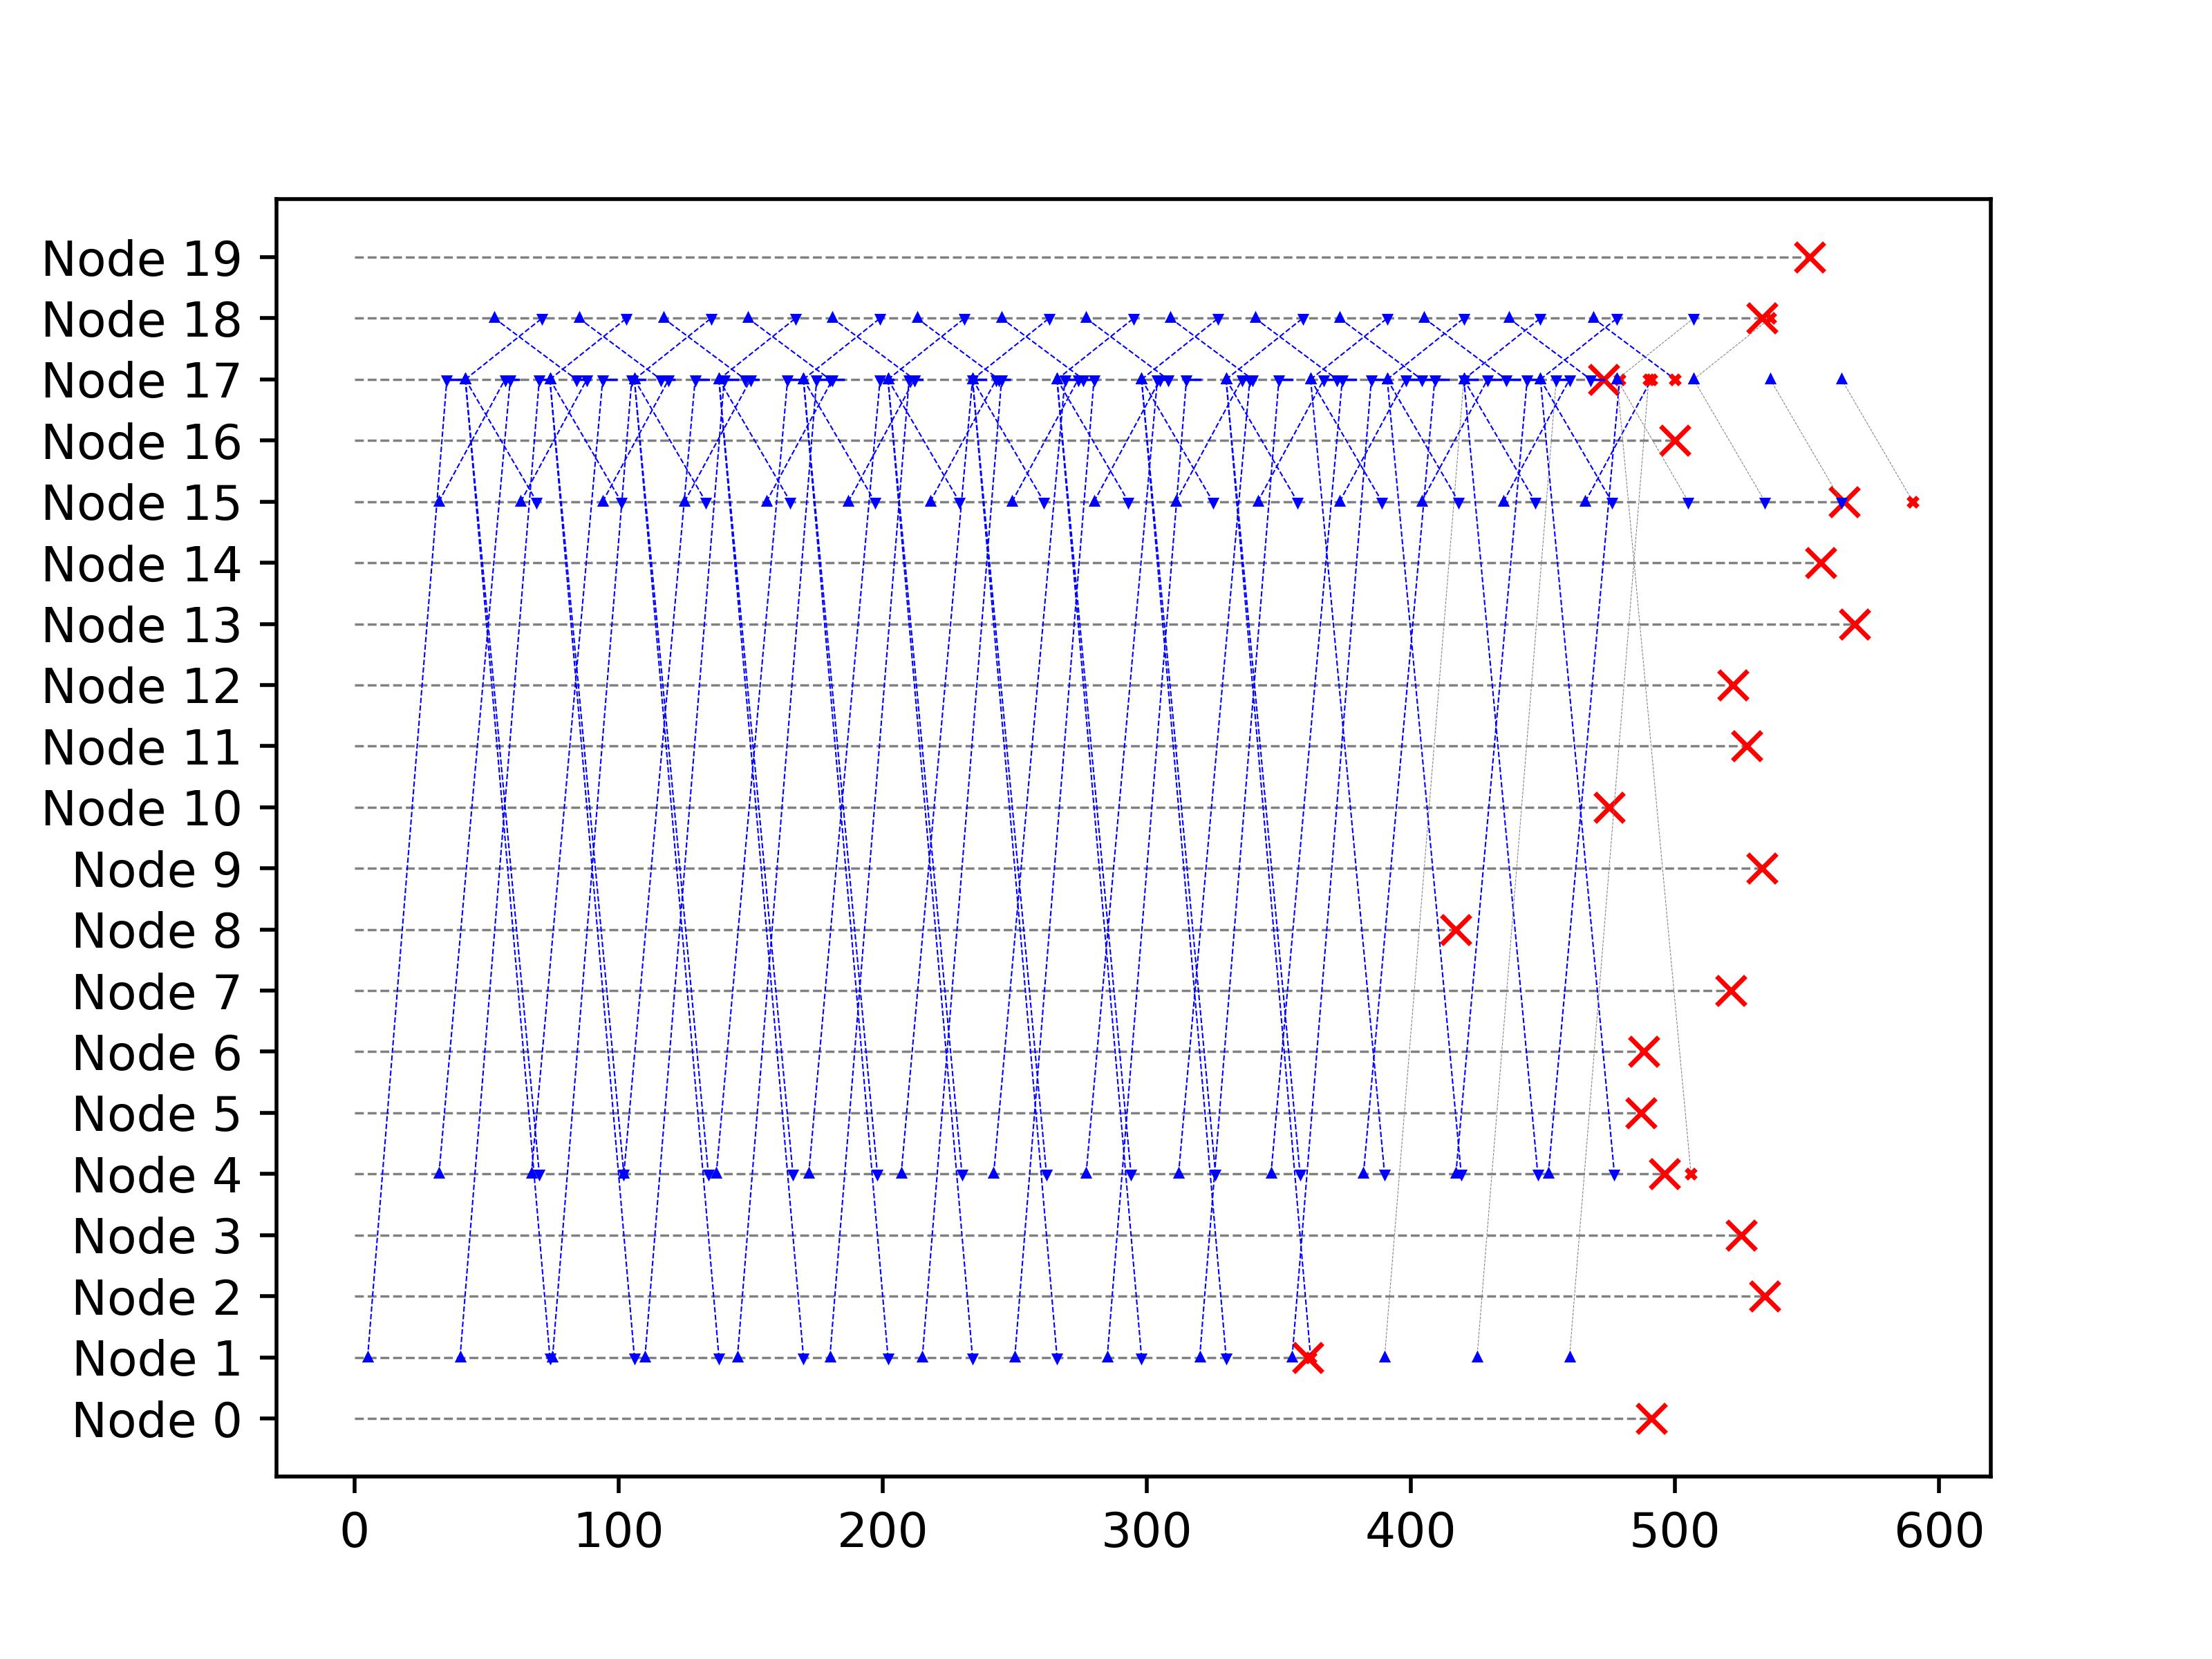 Node 19
Node 18
Node 17
Node 16
Node 15
Node 14
Node 13
Node 12
Node 11
Node 10
Node 9
Node 8
Node 7
Node 6
Node 5
Node 4
Node 3
Node 2
Node 1
Node 0
0 100 200 300 400 500 600